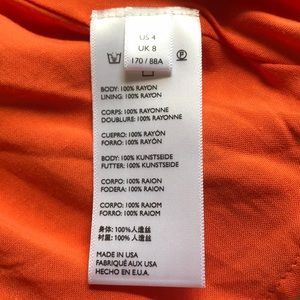 US 4
UK 8
170 / 88A
BODY: 100% RAYON
LINING: 100% RAYON
CORPS: 100% RAYONNE
DOUBLURE: 100% RAYONNE
CUEPRO: 100% RAYÓN
FORRO: 100% RAYÓN
BODY: 100% KUNSTSEIDE
FUTTER: 100% KUNSTSEIDE
CORPO: 100% RAION
FODERA: 100% RAION
CORPO: 100% RAIOM
FORRO: 100% RAIOM
身体: 100%人造丝
衬里: 100%人造丝
MADE IN USA
FABRIQUÉ AUX USA
HECHO EN E.U.A.